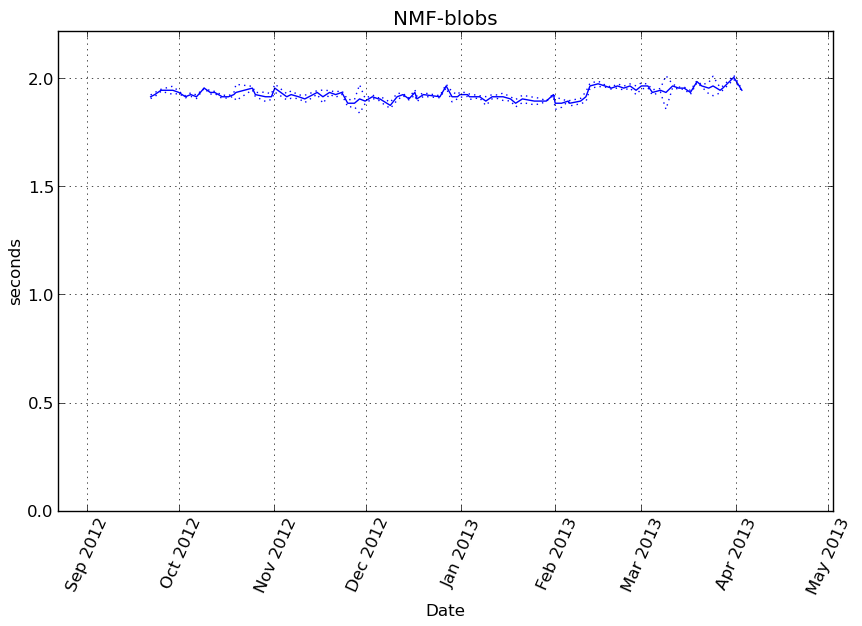 NMF-blobs
2.0
1.5
1.0
0.5
0.0
seconds
Sep 2012
Oct 2012
Nov 2012
Dec 2012
Jan 2013
Feb 2013
Mar 2013
Apr 2013
May 2013
Date